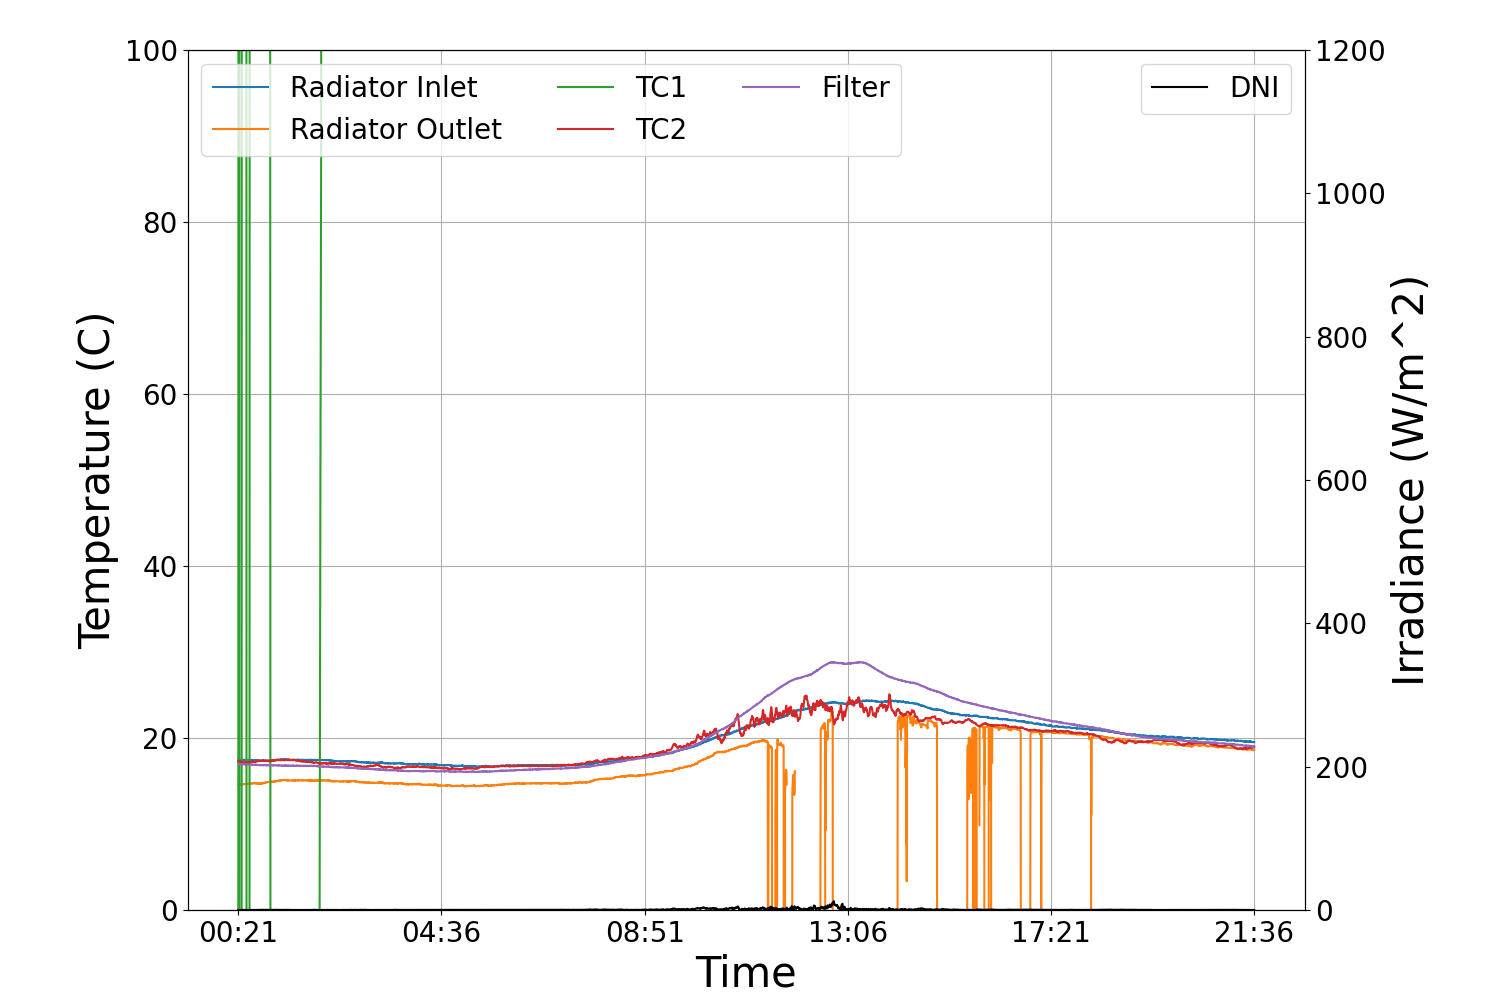 100
80
60
40
20
0
Temperature (C)
Radiator Inlet
Radiator Outlet
TC1
TC2
Filter
DNI
1200
1000
800
600
400
200
0
Irradiance (W/m^2)
00:21 04:36 08:51 13:06 17:21 21:36
Time